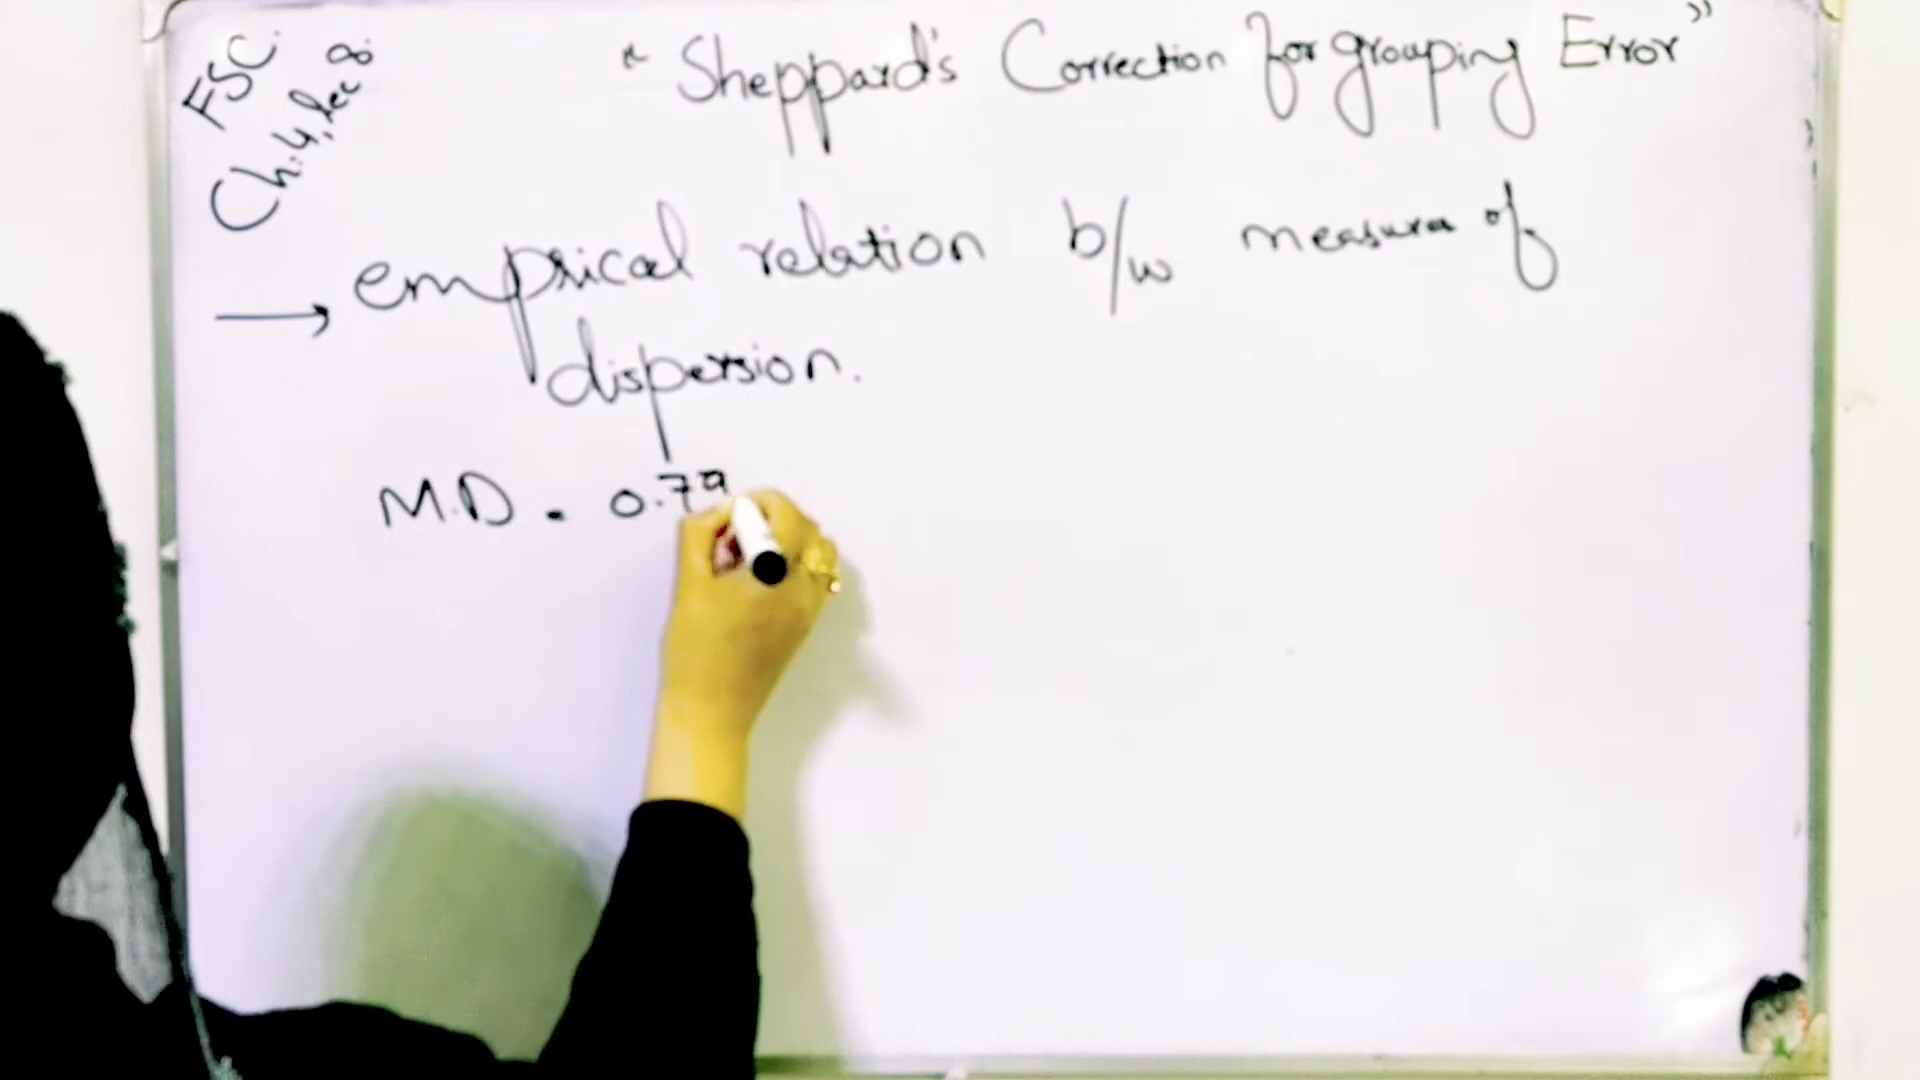 FSC.
Ch.4, Lec 8.
"Sheppard's Correction for grouping Error"
→ emprical relation b/w measure of
dispersion.
M.D = 0.79